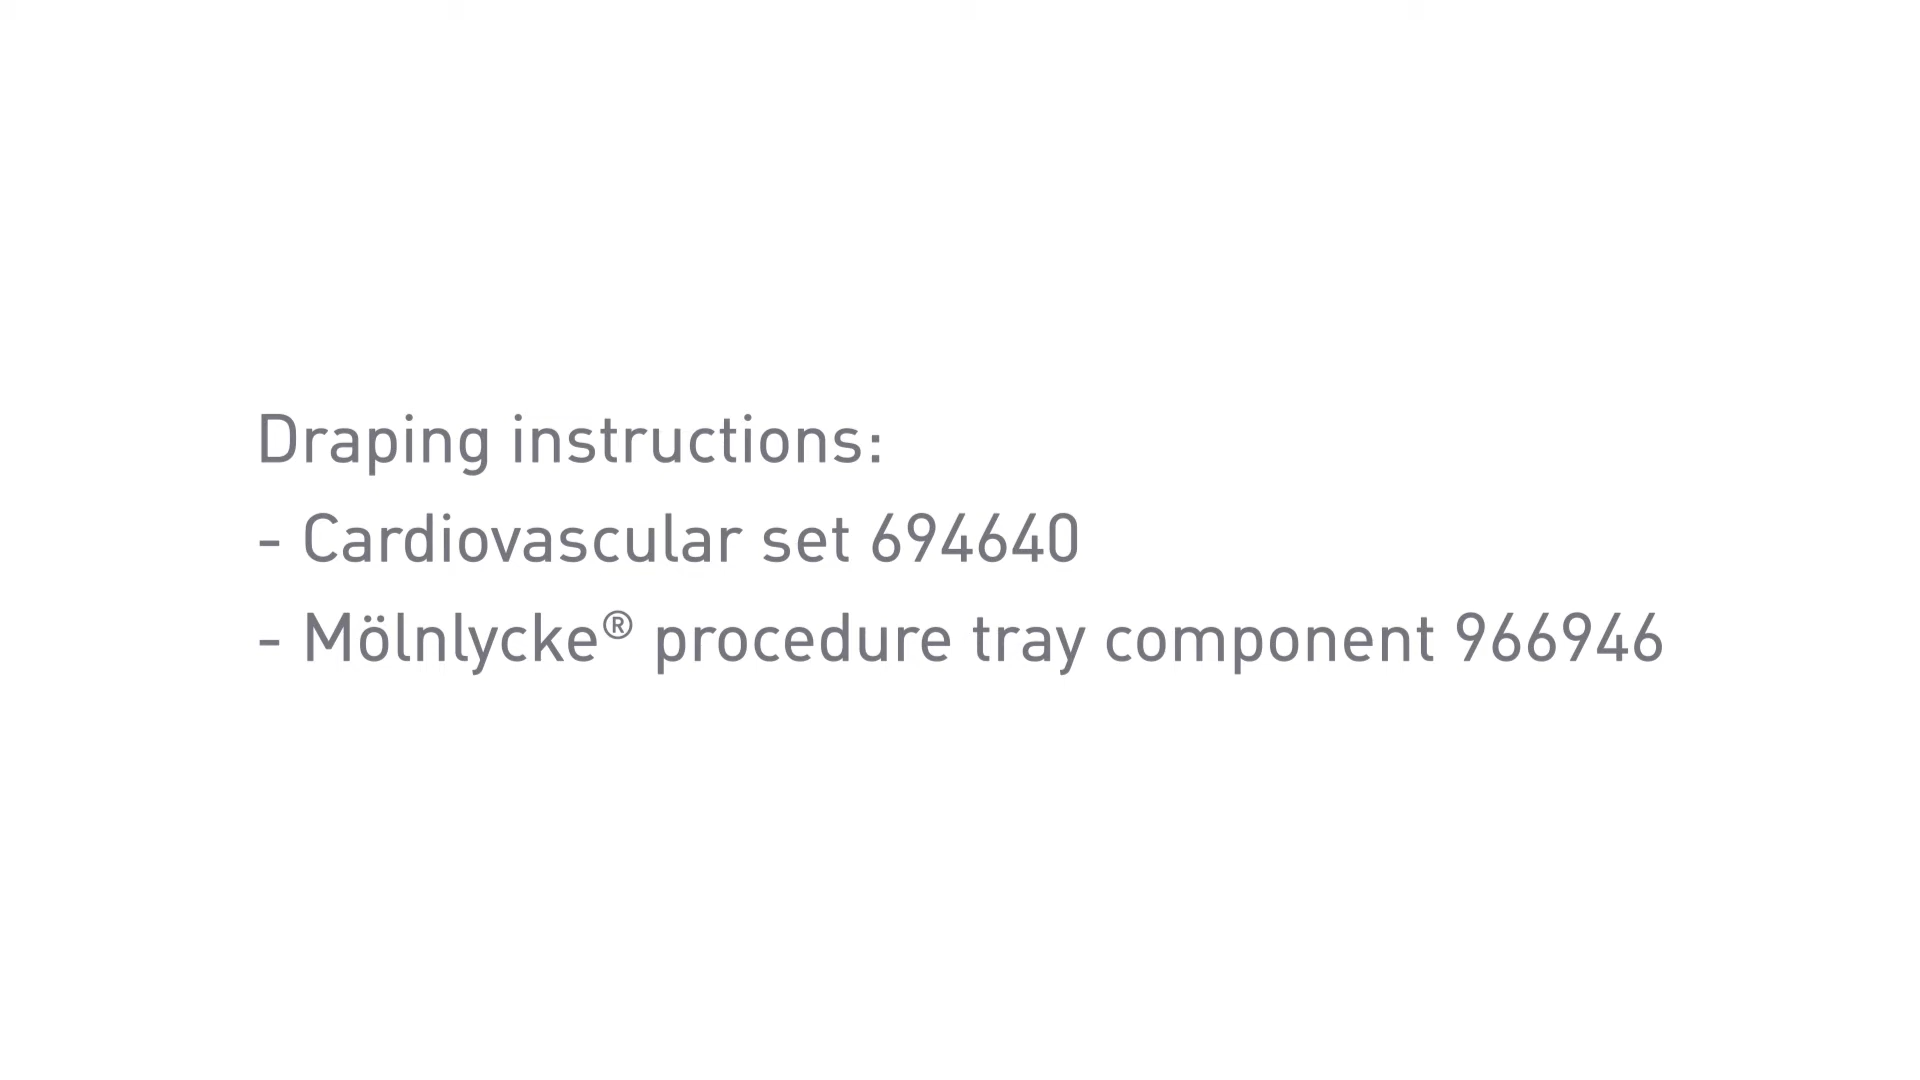 Draping instructions:
- Cardiovascular set 694640
- Mölnlycke® procedure tray component 966946